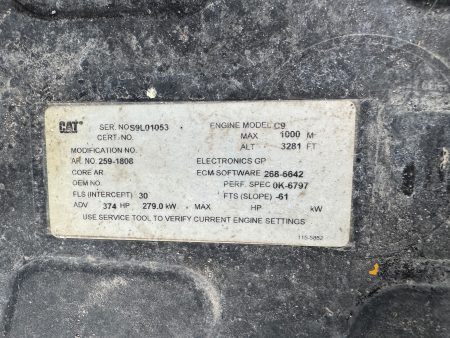 CAT SER. NO S9L01053 ENGINE MODEL C9
CERT-NO. MAX 1000 M
MODIFICATION NO. ALT 3281 FT
AR. NO. 259-1808 ELECTRONICS GP
CORE AR ECM SOFTWARE 268-6642
OEM NO. PERF. SPEC 0K-6797
FLS (INTERCEPT) 30 FTS (SLOPE) -61
ADV 374 HP 279.0 kW MAX HP kW
USE SERVICE TOOL TO VERIFY CURRENT ENGINE SETTINGS